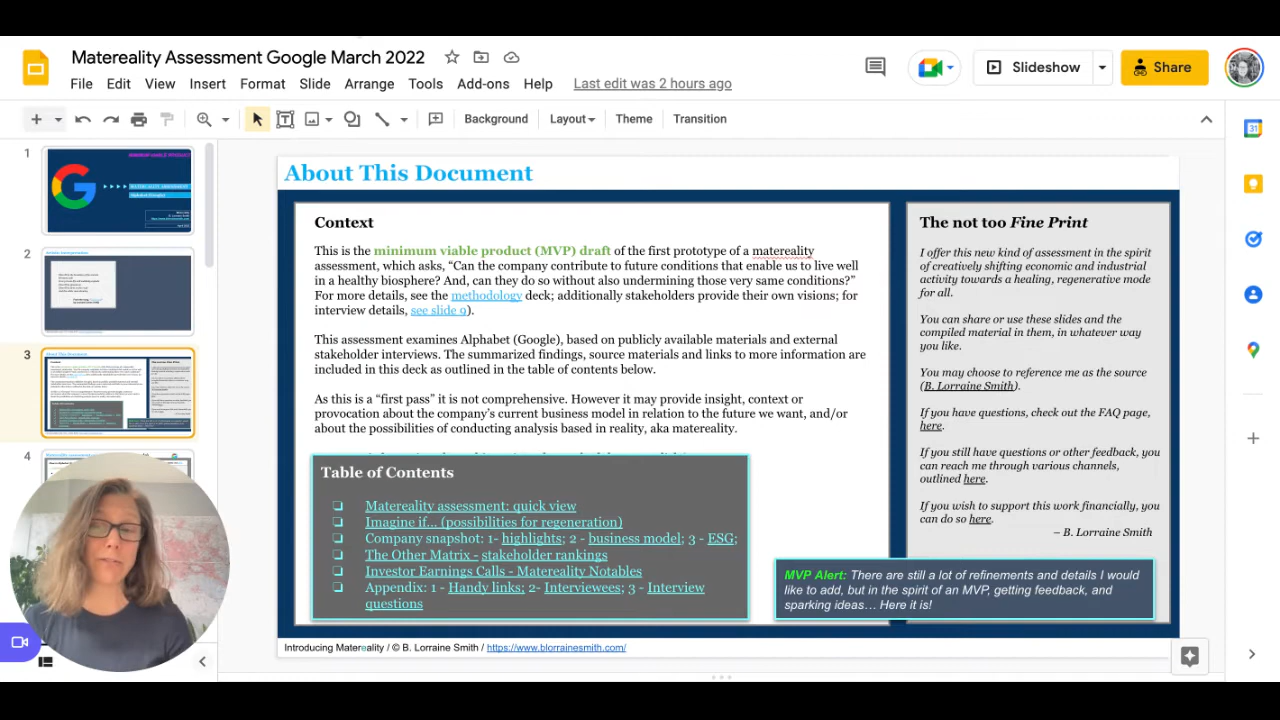 Matereality Assessment Google March 2022
File Edit View Insert Format Slide Arrange Tools Add-ons Help Last edit was 2 hours ago
Slideshow
Share
Background Layout Theme Transition
31
1
2
3
4
About This Document
Context
This is the minimum viable product (MVP) draft of the first prototype of a matereality
assessment, which asks, “Can the company contribute to future conditions that enable us to live well
in a healthy biosphere? And, can they do so without also undermining those very same conditions?”
For more details, see the methodology deck; additionally stakeholders provide their own visions; for
interview details, see slide 9).
This assessment examines Alphabet (Google), based on publicly available materials and external
stakeholder interviews. The summarized findings, source materials and links to more information are
included in this deck as outlined in the table of contents below.
As this is a “first pass” it is not comprehensive. However it may provide insight, context or
provocation about the company’s current business model in relation to the future we want, and/or
about the possibilities of conducting analysis based in reality, aka matereality.
Table of Contents
❏ Matereality assessment: quick view
❏ Imagine if... (possibilities for regeneration)
❏ Company snapshot: 1- highlights; 2 - business model; 3 - ESG;
❏ The Other Matrix - stakeholder rankings
❏ Investor Earnings Calls - Matereality Notables
❏ Appendix: 1 - Handy links; 2- Interviewees; 3 - Interview
questions
The not too Fine Print
I offer this new kind of assessment in the spirit
of creatively shifting economic and industrial
activity towards a healing, regenerative mode
for all.
You can share or use these slides and the
compiled material in them, in whatever way
you like.
You may choose to reference me as the source
(B. Lorraine Smith).
If you have questions, check out the FAQ page,
here.
If you still have questions or other feedback, you
can reach me through various channels,
outlined here.
If you wish to support this work financially, you
can do so here.
– B. Lorraine Smith
MVP Alert: There are still a lot of refinements and details I would
like to add, but in the spirit of an MVP, getting feedback, and
sparking ideas… Here it is!
Introducing Matereality / © B. Lorraine Smith / https://www.blorrainesmith.com/